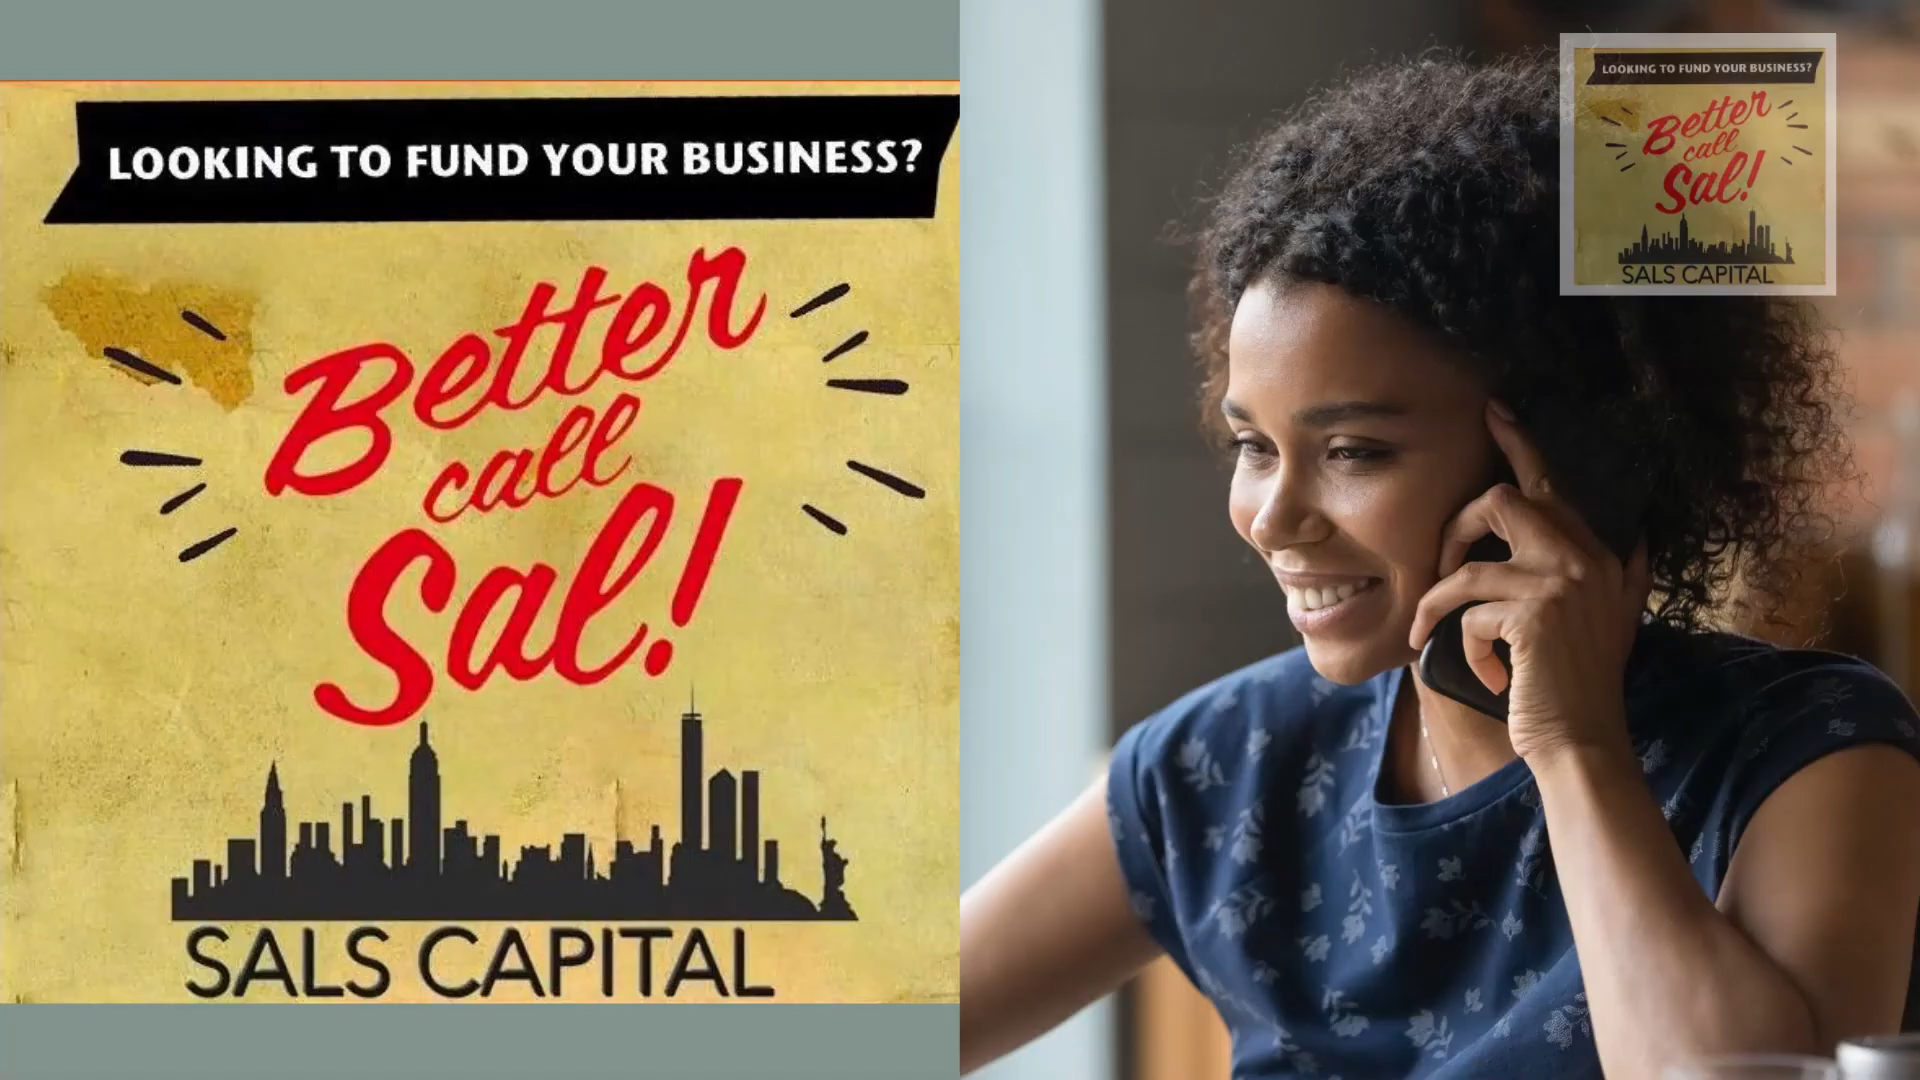 LOOKING TO FUND YOUR BUSINESS?
Better
call
Sal!
SALS CAPITAL
LOOKING TO FUND YOUR BUSINESS?
Better
call
Sal!
SALS CAPITAL